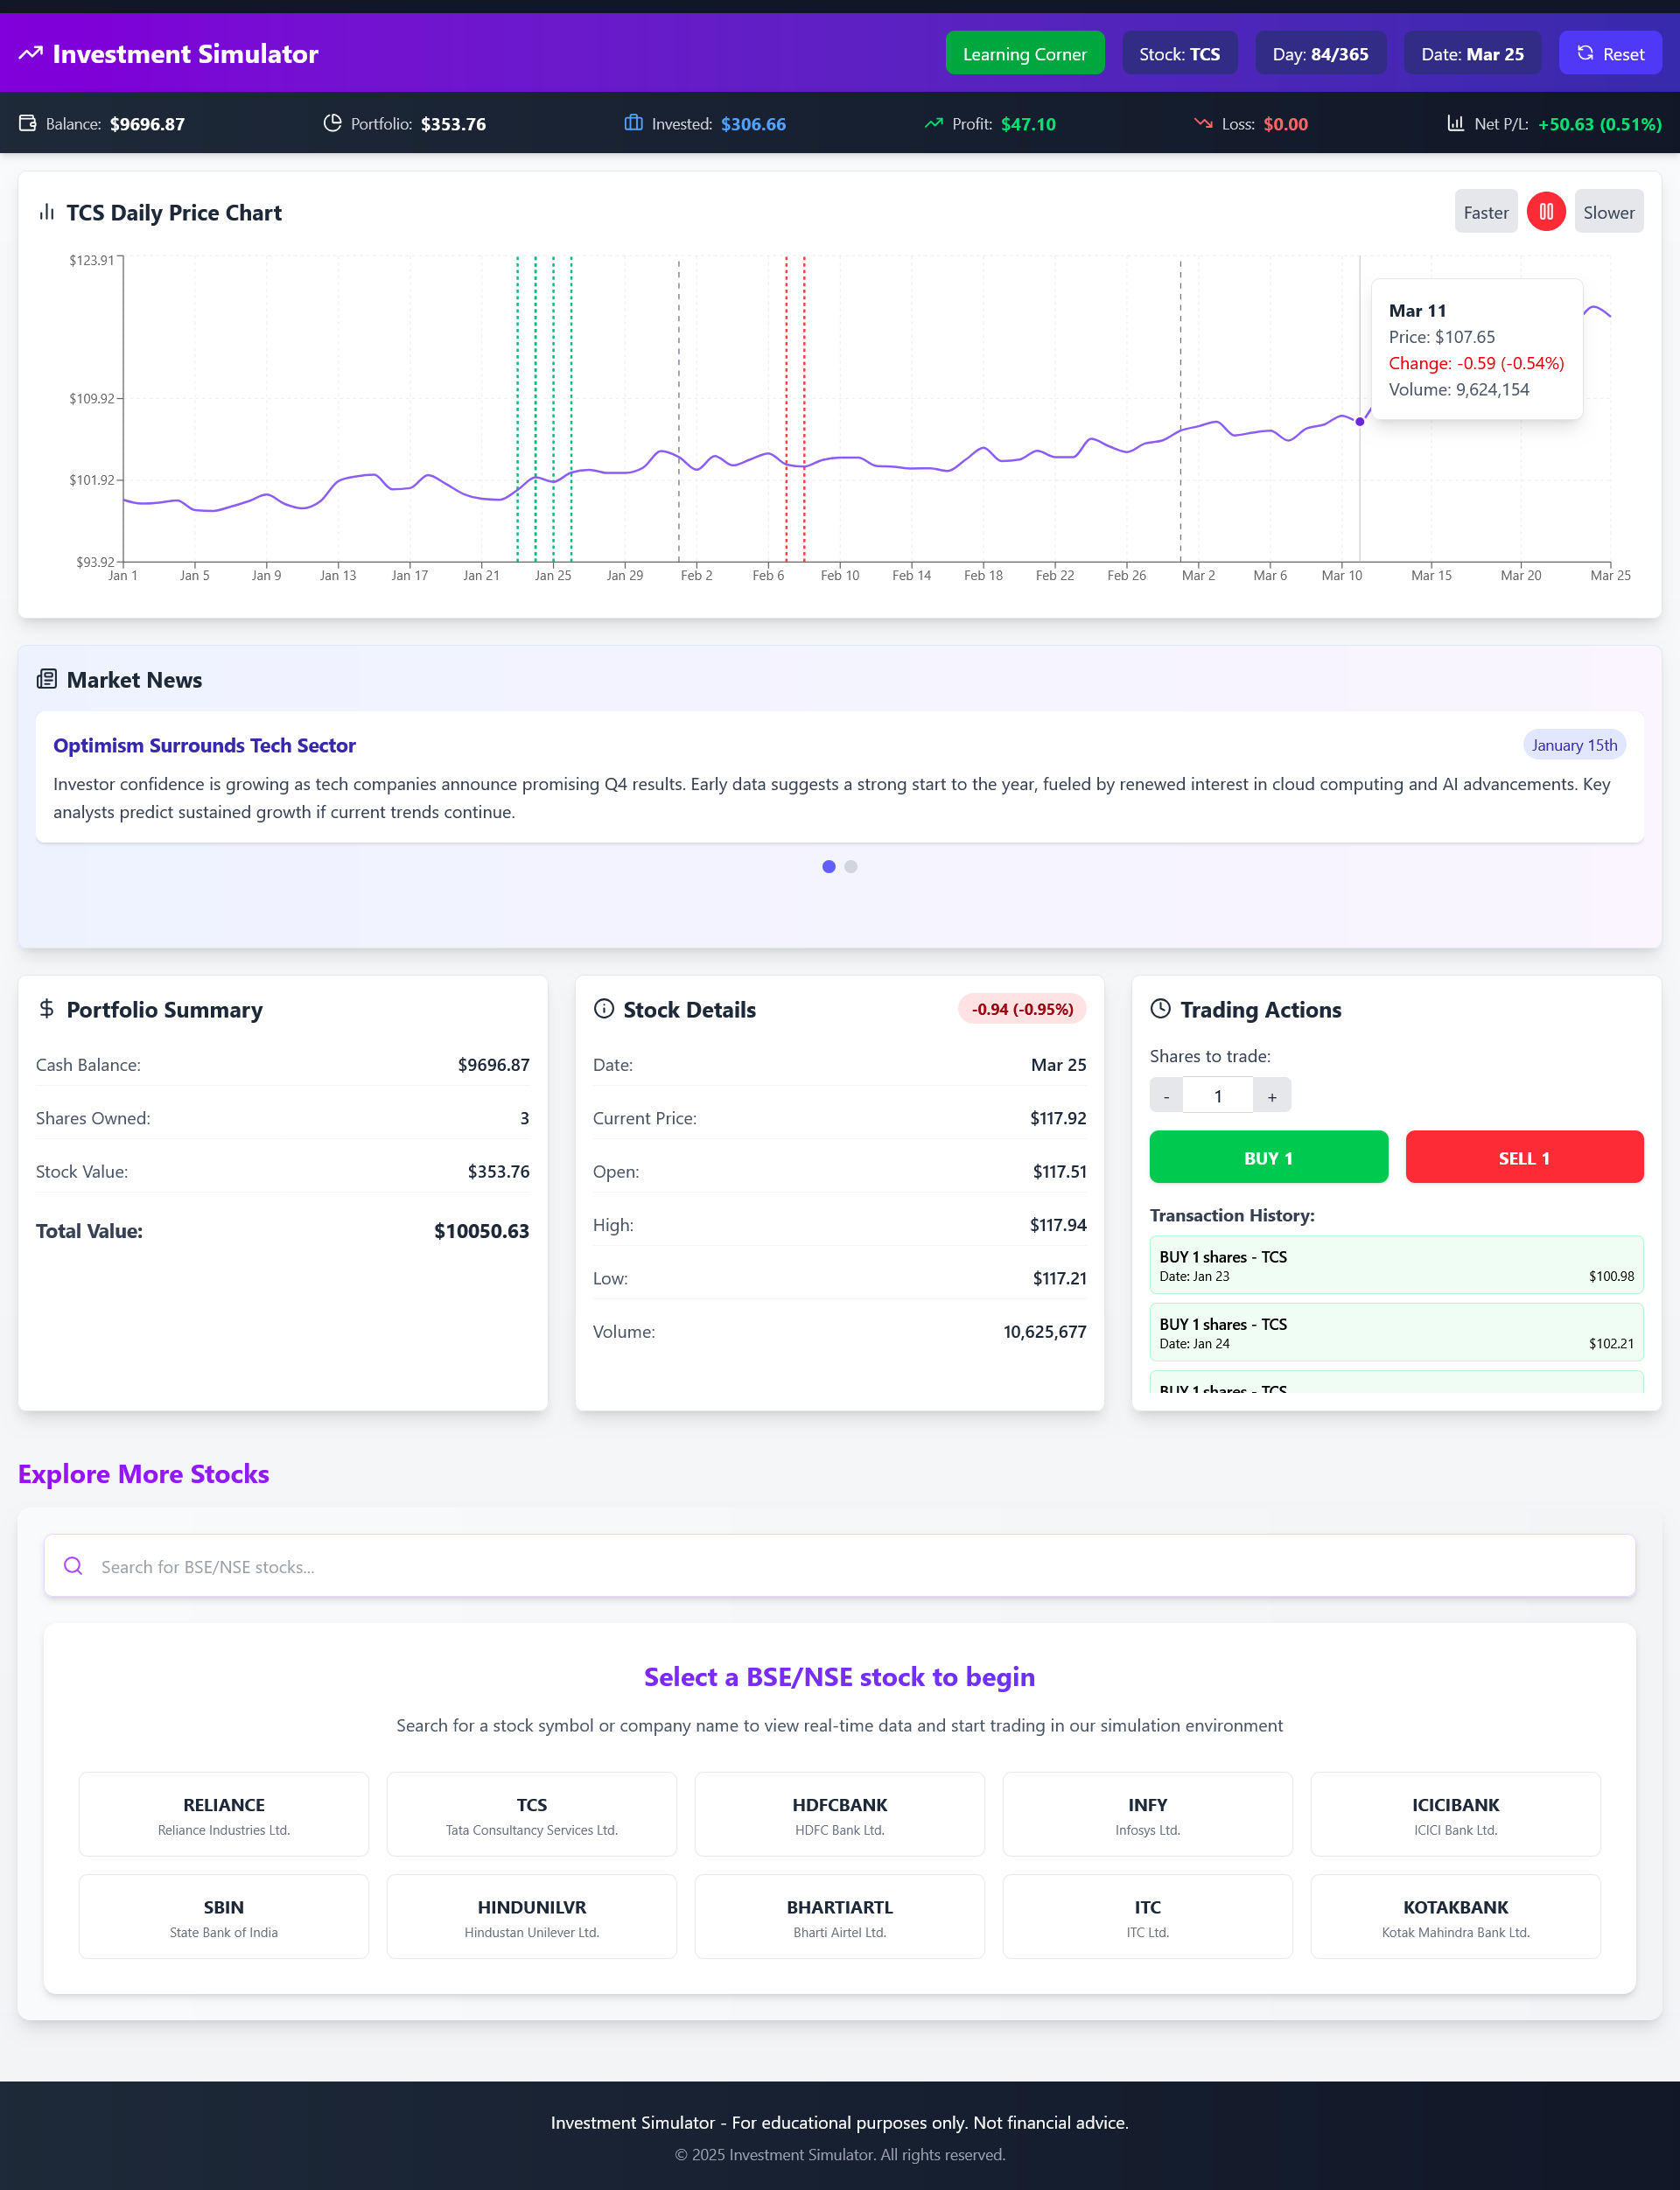 Investment Simulator
Learning Corner
Stock: TCS
Day: 84/365
Date: Mar 25
Reset
Balance: $9696.87
Portfolio: $353.76
Invested: $306.66
Profit: $47.10
Loss: $0.00
Net P/L: +50.63 (0.51%)
TCS Daily Price Chart
Faster
Slower
$123.91
$109.92
$101.92
$93.92
Mar 11
Price: $107.65
Change: -0.59 (-0.54%)
Volume: 9,624,154
Jan 1 Jan 5 Jan 9 Jan 13 Jan 17 Jan 21 Jan 25 Jan 29 Feb 2 Feb 6 Feb 10 Feb 14 Feb 18 Feb 22 Feb 26 Mar 2 Mar 6 Mar 10 Mar 15 Mar 20 Mar 25
Market News
Optimism Surrounds Tech Sector
January 15th
Investor confidence is growing as tech companies announce promising Q4 results. Early data suggests a strong start to the year, fueled by renewed interest in cloud computing and AI advancements. Key
analysts predict sustained growth if current trends continue.
Portfolio Summary
Cash Balance: $9696.87
Shares Owned: 3
Stock Value: $353.76
Total Value: $10050.63
Stock Details
-0.94 (-0.95%)
Date: Mar 25
Current Price: $117.92
Open: $117.51
High: $117.94
Low: $117.21
Volume: 10,625,677
Trading Actions
Shares to trade:
- 1 +
BUY 1
SELL 1
Transaction History:
BUY 1 shares - TCS
Date: Jan 23 $100.98
BUY 1 shares - TCS
Date: Jan 24 $102.21
BUY 1 shares - TCS
Explore More Stocks
Search for BSE/NSE stocks...
Select a BSE/NSE stock to begin
Search for a stock symbol or company name to view real-time data and start trading in our simulation environment
RELIANCE
Reliance Industries Ltd.
TCS
Tata Consultancy Services Ltd.
HDFCBANK
HDFC Bank Ltd.
INFY
Infosys Ltd.
ICICIBANK
ICICI Bank Ltd.
SBIN
State Bank of India
HINDUNILVR
Hindustan Unilever Ltd.
BHARTIARTL
Bharti Airtel Ltd.
ITC
ITC Ltd.
KOTAKBANK
Kotak Mahindra Bank Ltd.
Investment Simulator - For educational purposes only. Not financial advice.
© 2025 Investment Simulator. All rights reserved.